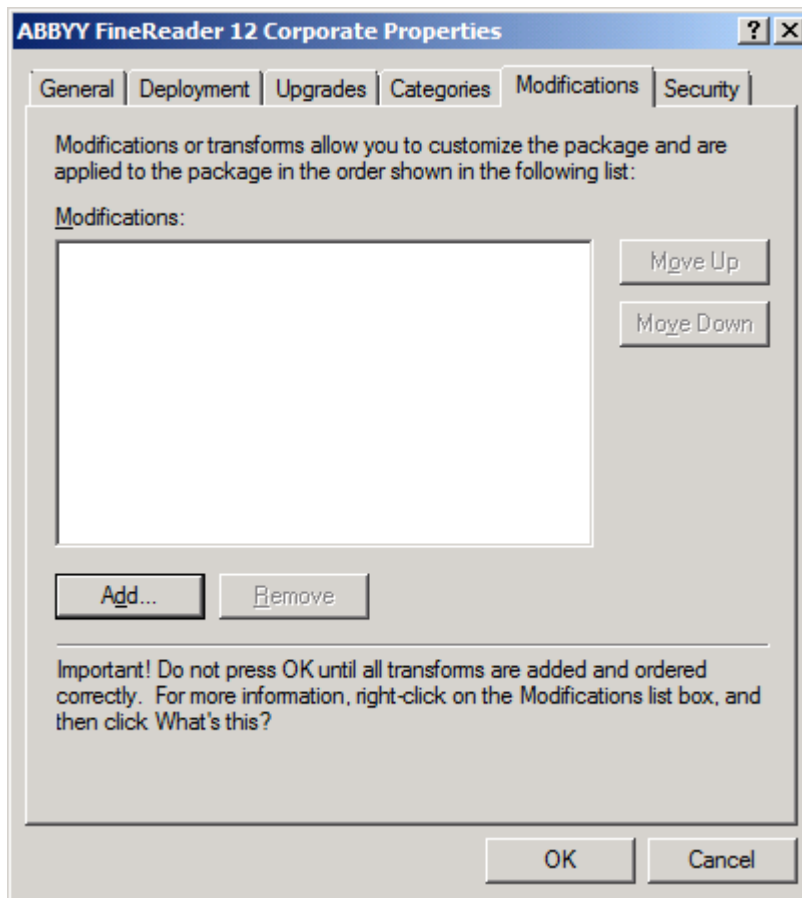 ABBYY FineReader 12 Corporate Properties
General Deployment Upgrades Categories Modifications Security
Modifications or transforms allow you to customize the package and are
applied to the package in the order shown in the following list:
Modifications:
Move Up
Move Down
Add... Remove
Important! Do not press OK until all transforms are added and ordered
correctly.  For more information, right-click on the Modifications list box, and
then click What's this?
OK Cancel